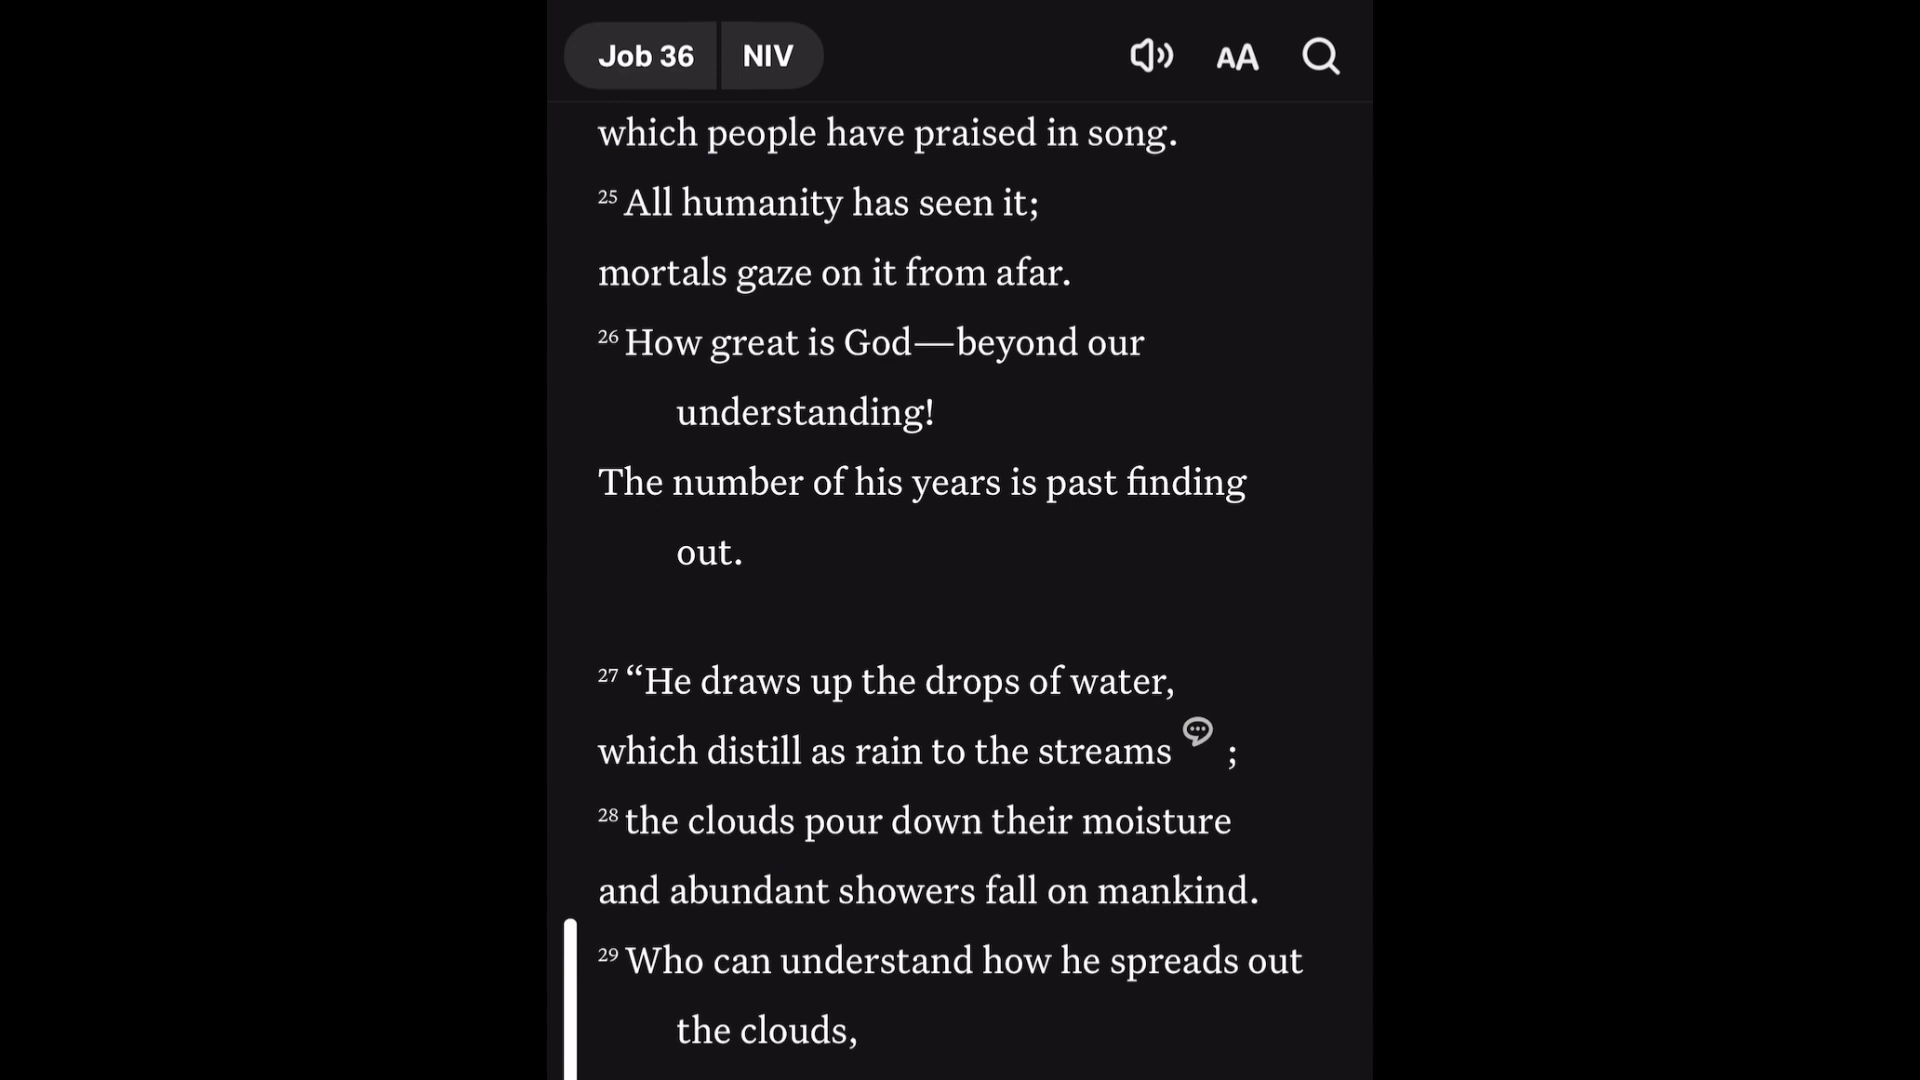 Job 36 NIV AA
which people have praised in song.
25 All humanity has seen it;
mortals gaze on it from afar.
26 How great is God—beyond our
understanding!
The number of his years is past finding
out.
27 “He draws up the drops of water,
which distill as rain to the streams ;
28 the clouds pour down their moisture
and abundant showers fall on mankind.
29 Who can understand how he spreads out
the clouds,